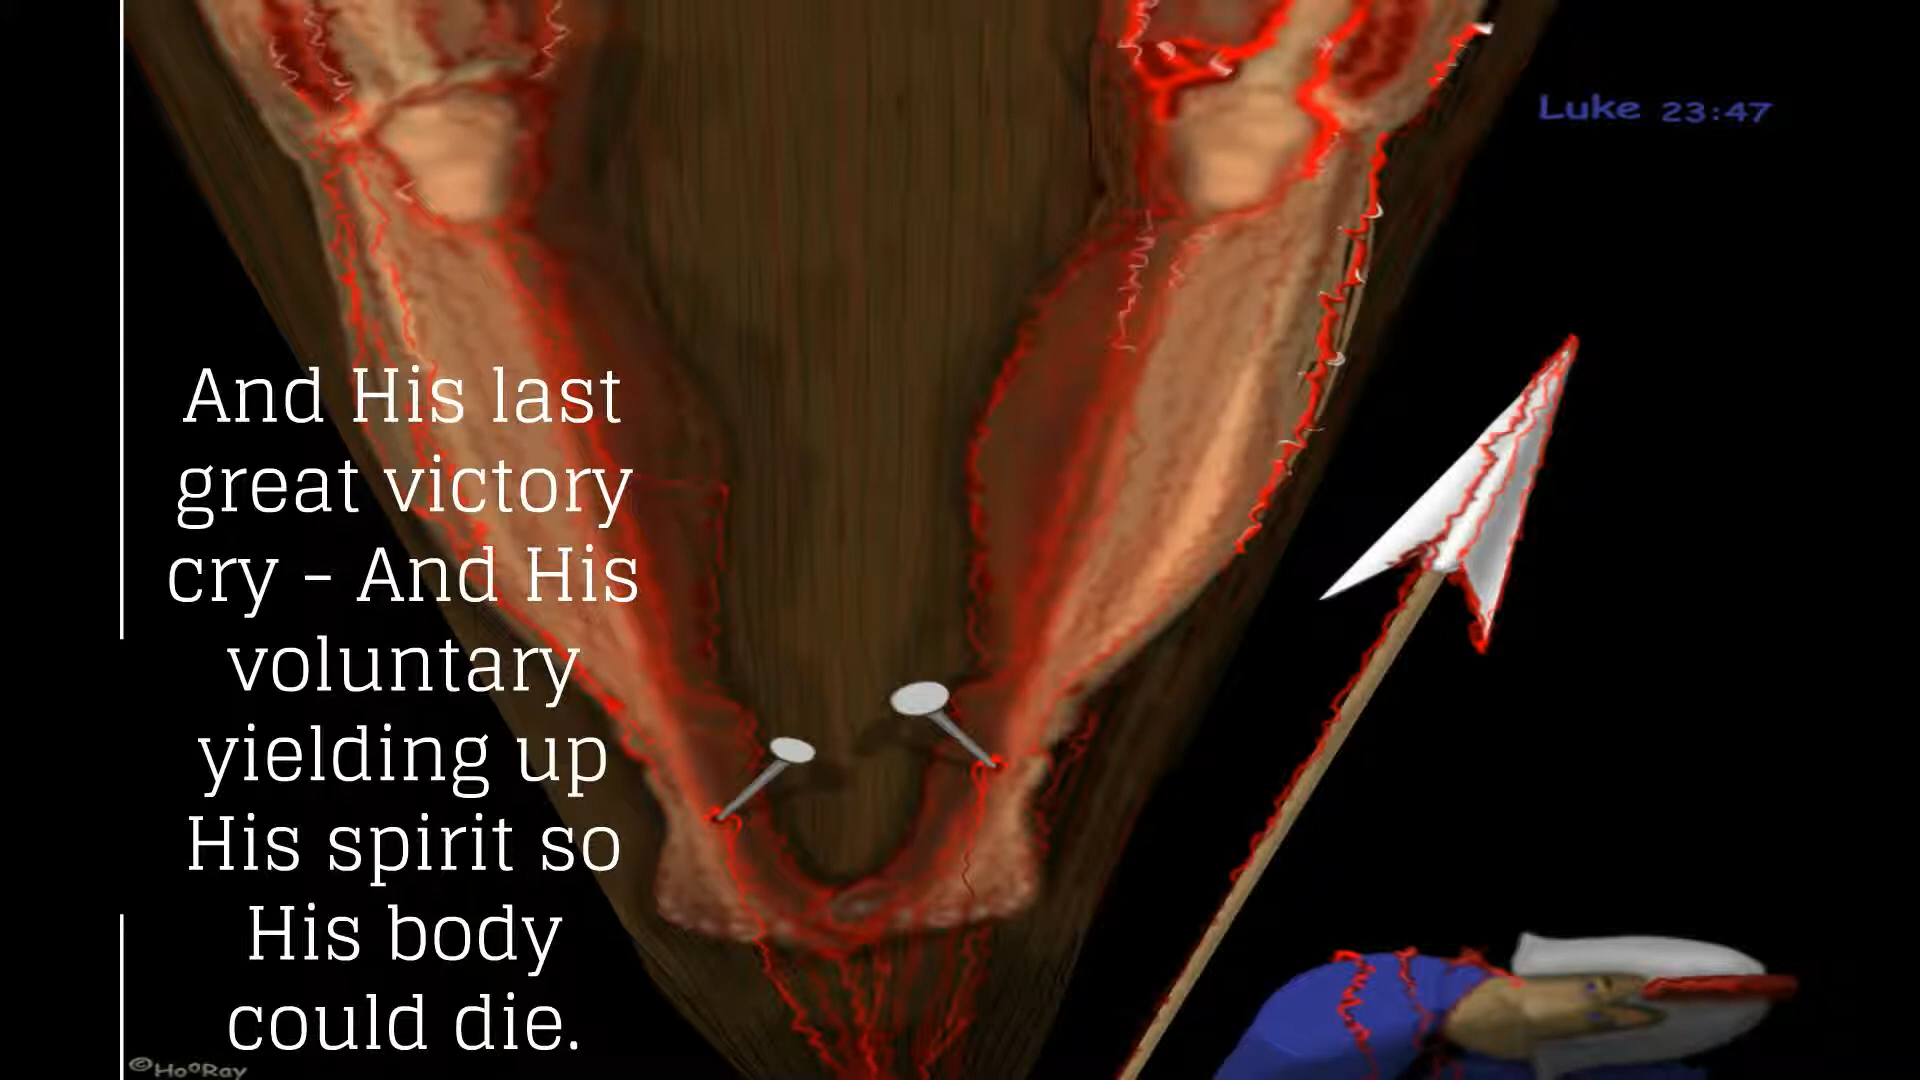 Luke 23:47
And His last
great victory
cry – And His
voluntary
yielding up
His spirit so
His body
could die.
©HooRay